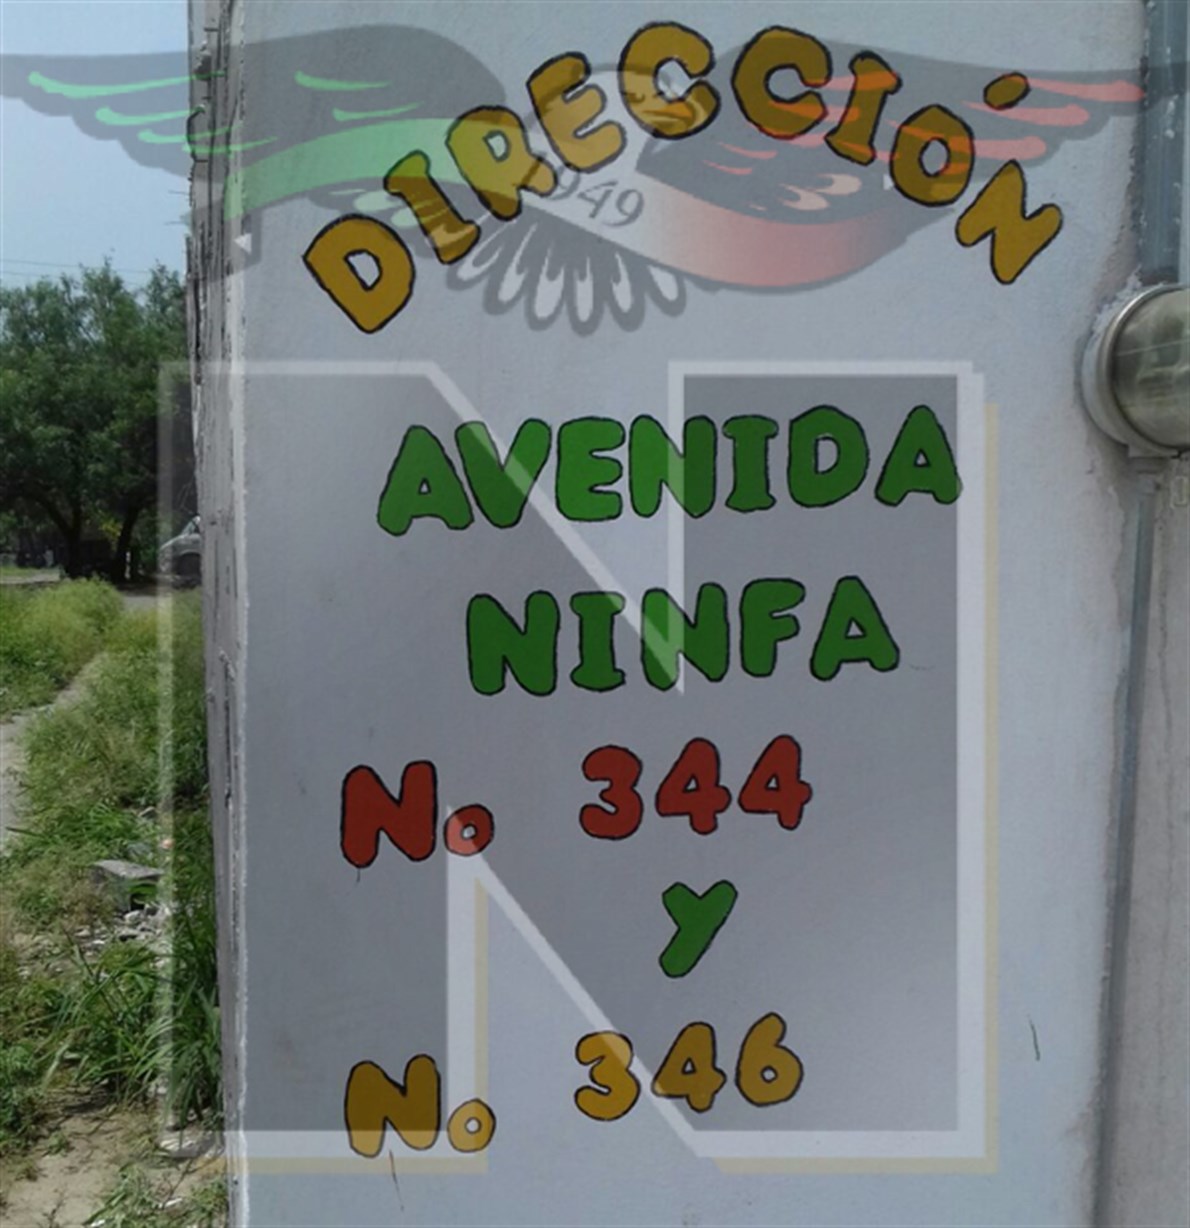 DIRECCIÓN
1949
AVENIDA
NINFA
No 344
y
No 346
N